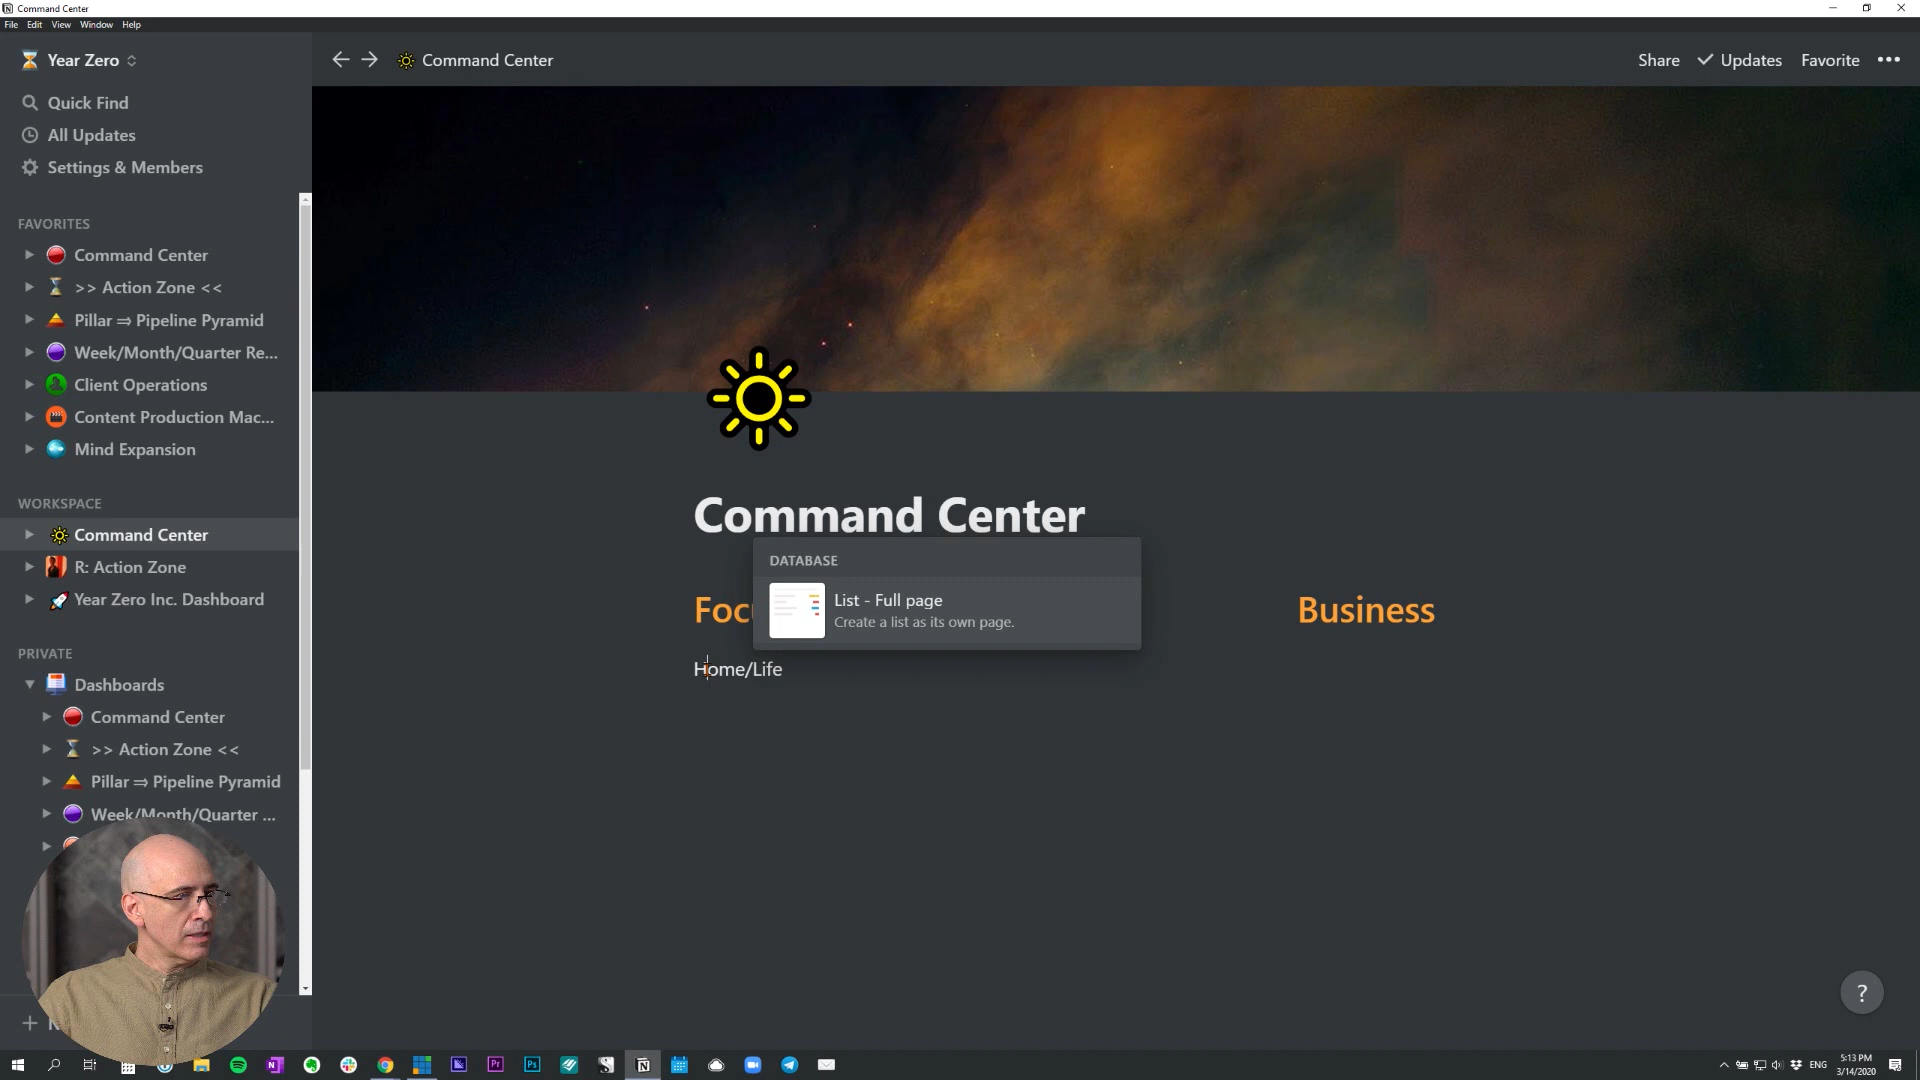 Command Center
File Edit View Window Help
Year Zero
Quick Find
All Updates
Settings & Members
FAVORITES
Command Center
>> Action Zone <<
Pillar ⇒ Pipeline Pyramid
Week/Month/Quarter Re...
Client Operations
Content Production Mac...
Mind Expansion
WORKSPACE
Command Center
R: Action Zone
Year Zero Inc. Dashboard
PRIVATE
Dashboards
Command Center
>> Action Zone <<
Pillar ⇒ Pipeline Pyramid
Week/Month/Quarter ...
Command Center
Share Updates Favorite
Command Center
DATABASE
List - Full page
Create a list as its own page.
Business
Home/Life
?
ENG
5:13 PM
3/14/2020